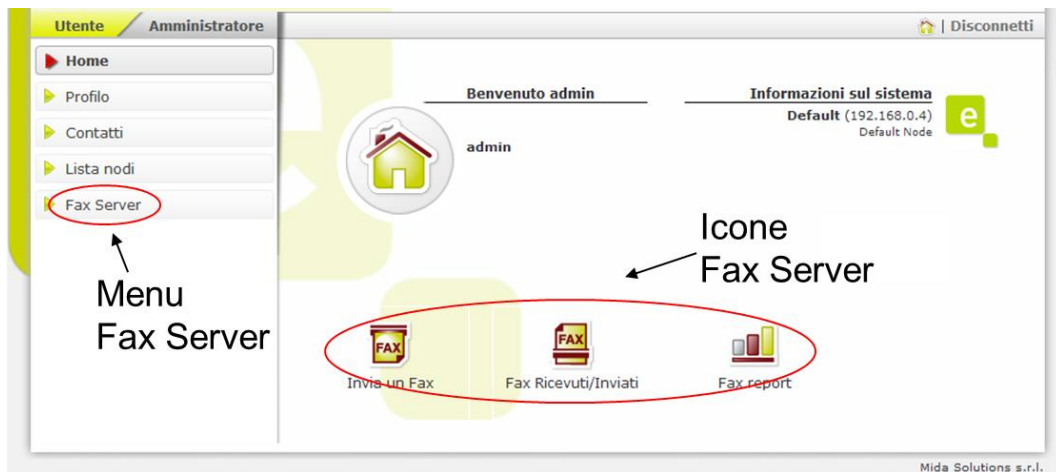 Utente Amministratore
| Disconnetti
Home
Profilo
Contatti
Lista nodi
Fax Server
Benvenuto admin
admin
Informazioni sul sistema
Default (192.168.0.4)
Default Node
e
Menu
Fax Server
Icone
Fax Server
FAX
FAX
Invia un Fax
Fax Ricevuti/Inviati
Fax report
Mida Solutions s.r.l.